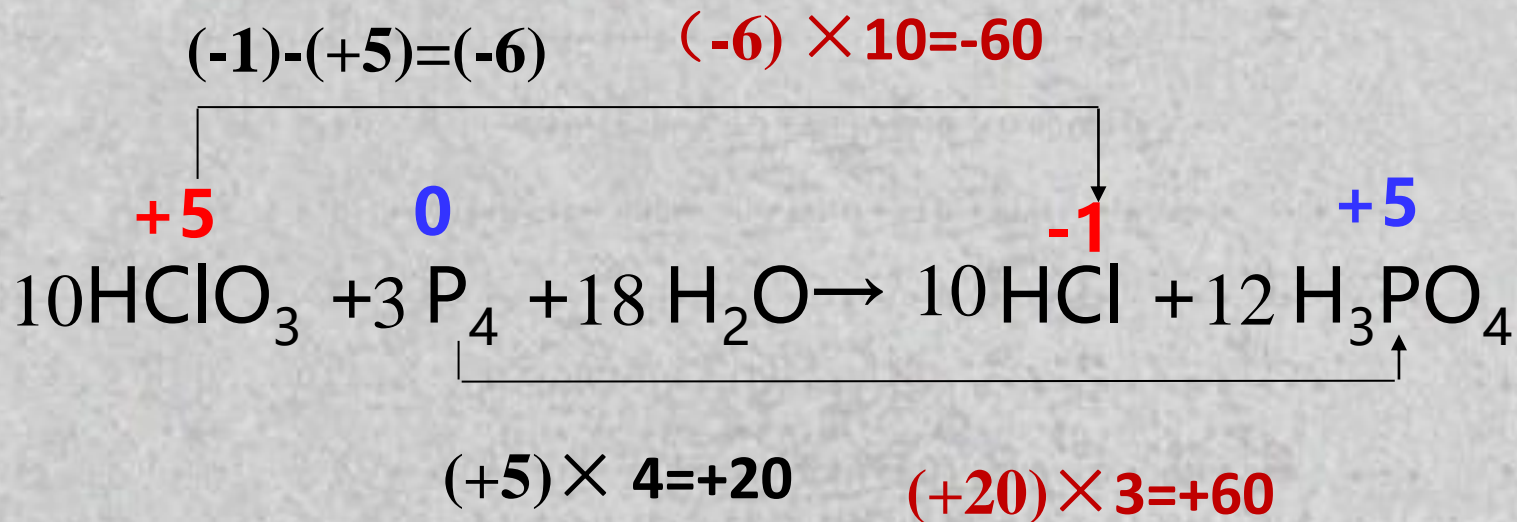 (-1)-(+5)=(-6) （-6) ×10=-60
+5 0 -1 +5
10HClO₃ +3 P₄ +18 H₂O→ 10 HCl +12 H₃PO₄
(+5)× 4=+20 (+20)×3=+60